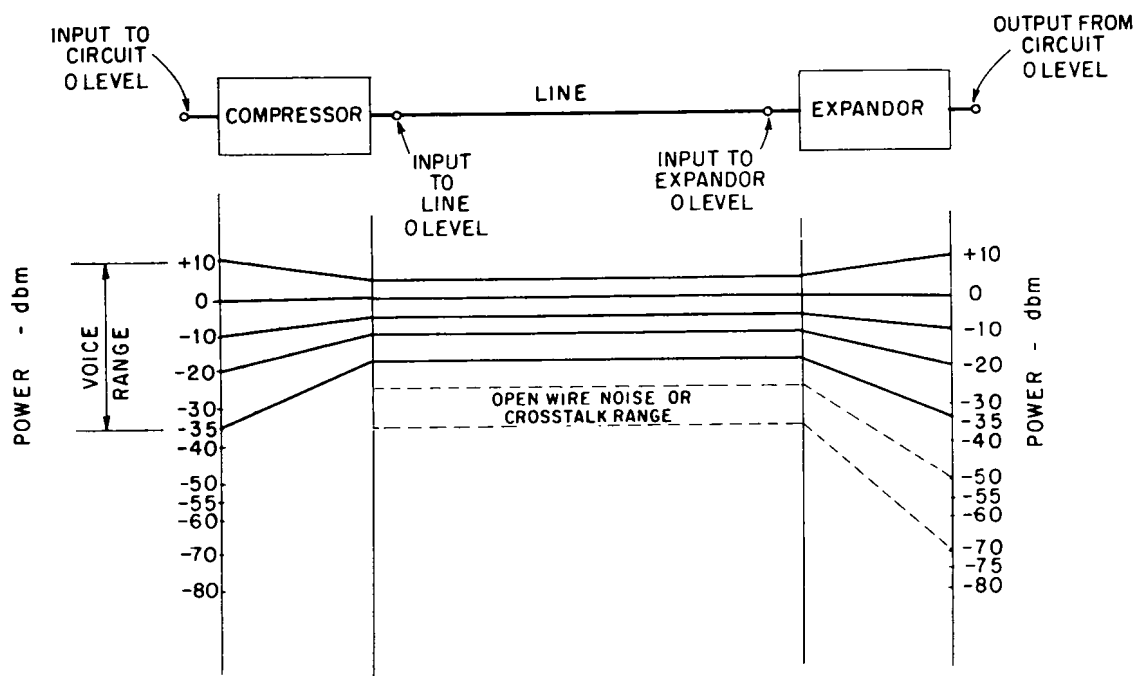 INPUT TO
CIRCUIT
O LEVEL
COMPRESSOR
INPUT
TO
LINE
O LEVEL
LINE
INPUT TO
EXPANDOR
O LEVEL
EXPANDOR
OUTPUT FROM
CIRCUIT
O LEVEL
POWER - dbm
VOICE
RANGE
+10
0
-10
-20
-30
-35
-40
-50
-55
-60
-70
-80
OPEN WIRE NOISE OR
CROSSTALK RANGE
+10
0
-10
-20
-30
-35
-40
-50
-55
-60
-70
-75
-80
POWER - dbm